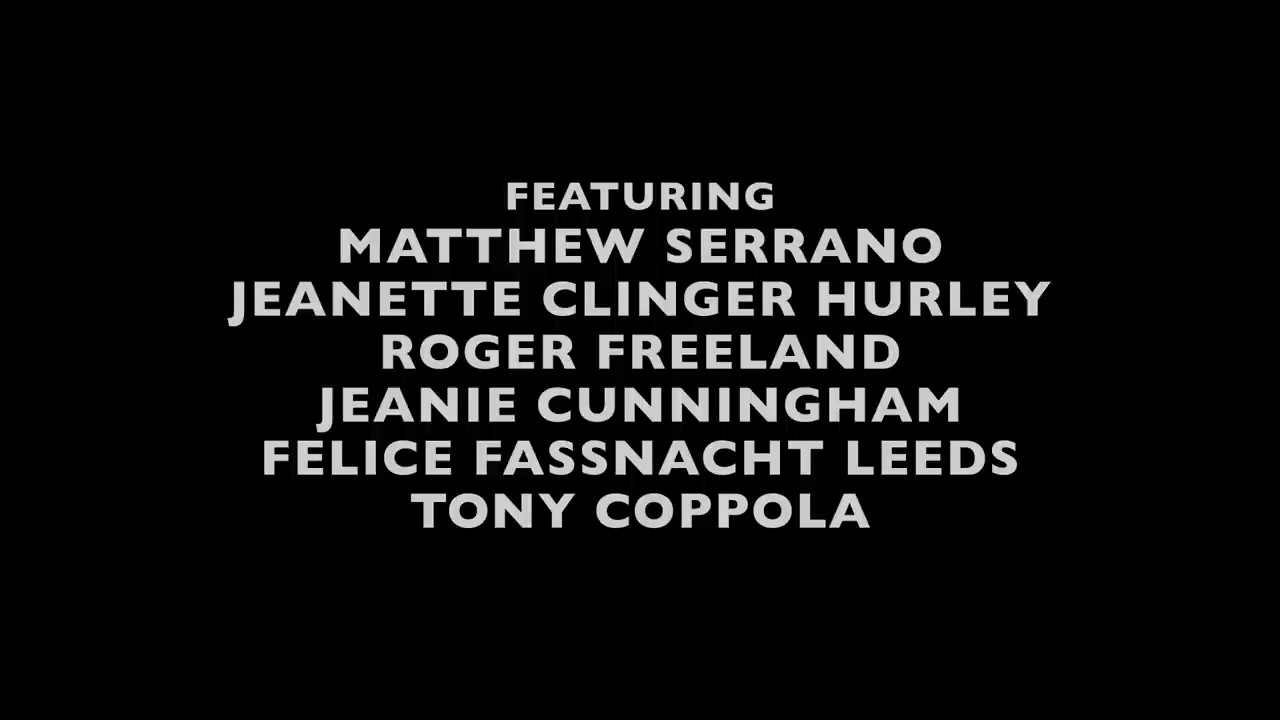 FEATURING
MATTHEW SERRANO
JEANETTE CLINGER HURLEY
ROGER FREELAND
JEANIE CUNNINGHAM
FELICE FASSNACHT LEEDS
TONY COPPOLA